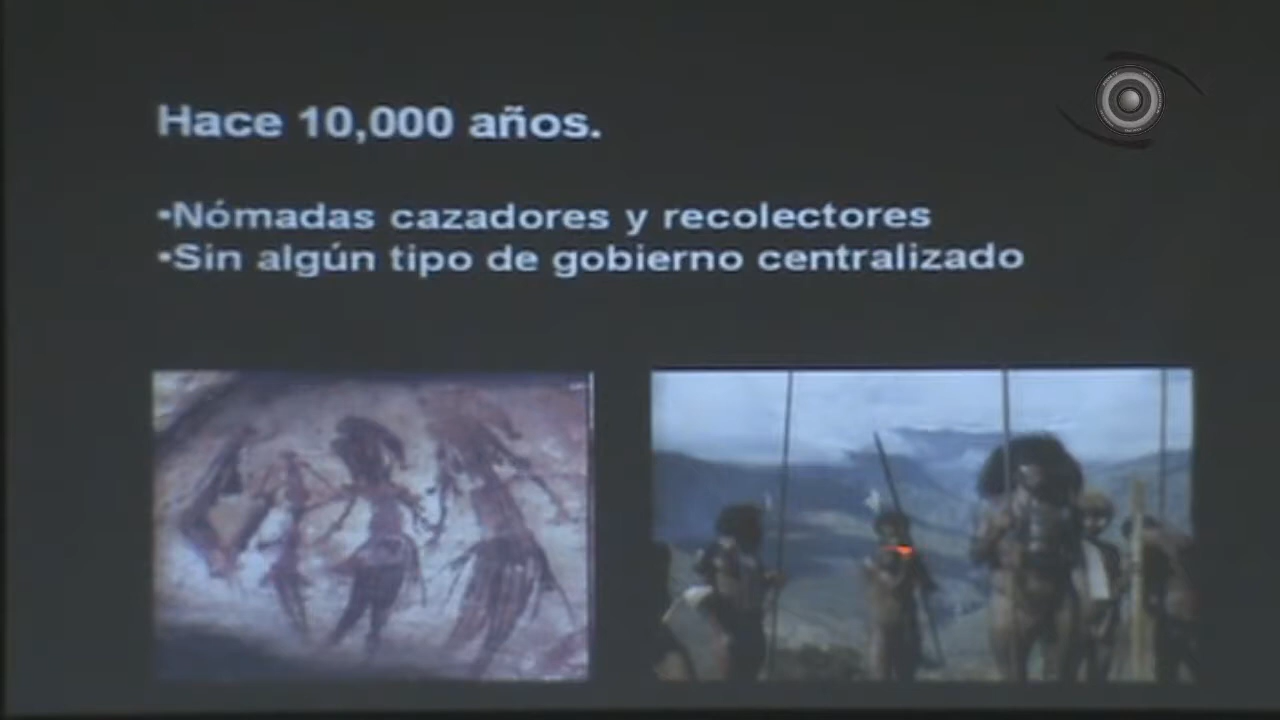 Hace 10,000 años.
•Nómadas cazadores y recolectores
•Sin algún tipo de gobierno centralizado